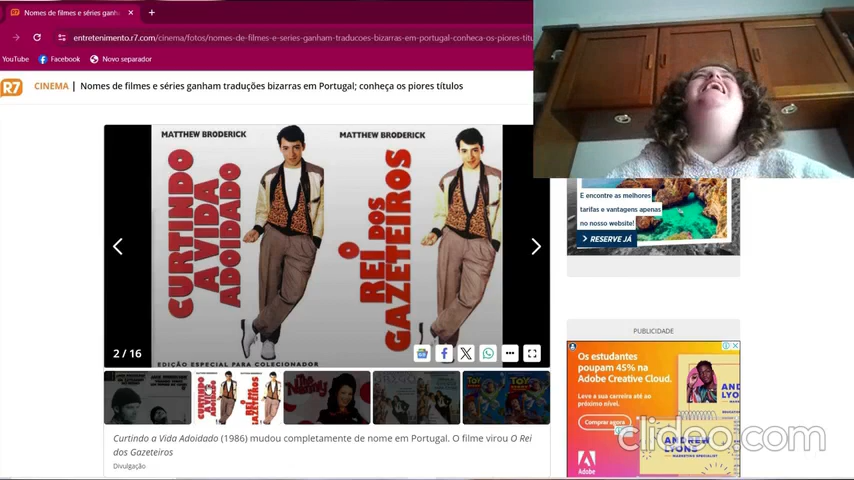 Nomes de filmes e séries ganh
entretenimento.r7.com/cinema/fotos/nomes-de-filmes-e-series-ganham-traducoes-bizarras-em-portugal-conheca-os-piores-titu
YouTube Facebook Novo separador
R7 CINEMA | Nomes de filmes e séries ganham traduções bizarras em Portugal; conheça os piores títulos
MATTHEW BRODERICK
CURTINDO
A VIDA
ADOIDADO
EDIÇÃO ESPECIAL PARA COLECIONADOR
MATTHEW BRODERICK
O
REI DOS
GAZETEIROS
2 / 16
Curtindo a Vida Adoidado (1986) mudou completamente de nome em Portugal. O filme virou O Rei
dos Gazeteiros
Divulgação
E encontre as melhores
tarifas e vantagens apenas
no nosso website!
RESERVE JÁ
PUBLICIDADE
Os estudantes
poupam 45% na
Adobe Creative Cloud.
Leve a sua carreira até ao
próximo nível.
Comprar agora
Adobe
ANDREW
LYONS
MARKETING SPECIALIST
clideo.com